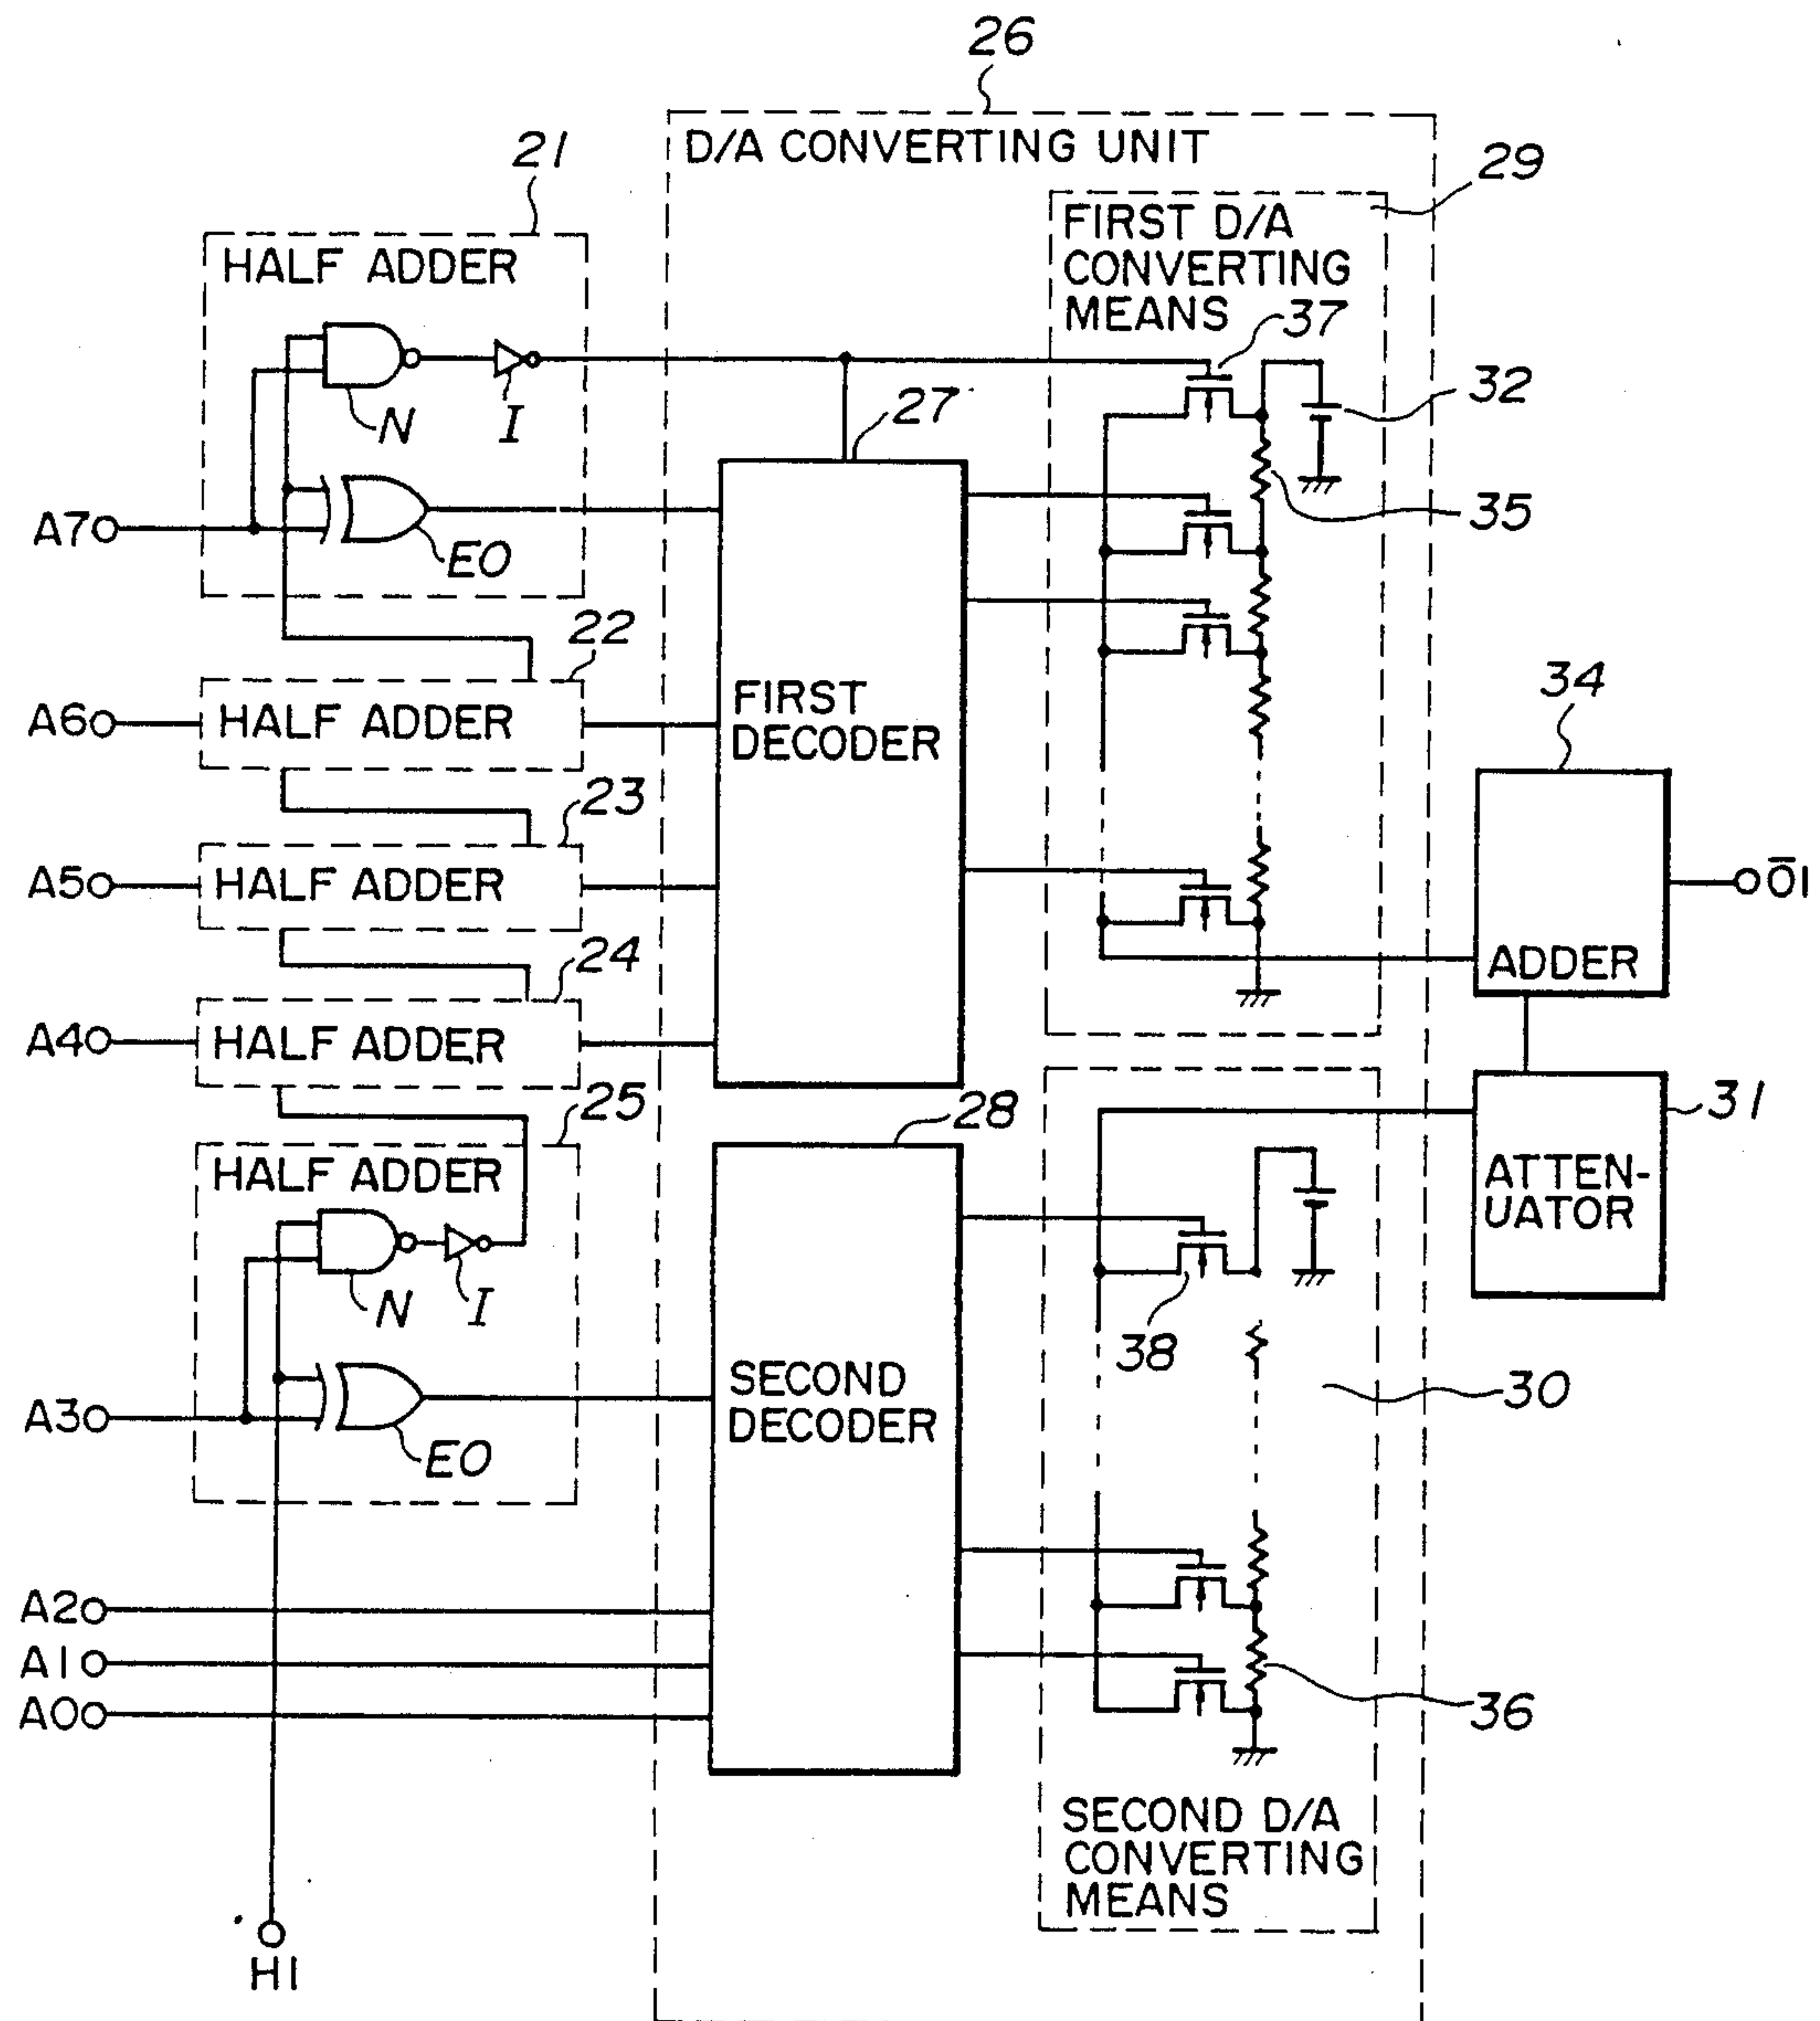 26
D/A CONVERTING UNIT
21
29
HALF ADDER
FIRST D/A
CONVERTING
MEANS
37
N
I
27
32
35
A7
EO
22
A6
HALF ADDER
FIRST
DECODER
34
23
A5
HALF ADDER
O̅1
24
ADDER
A4
HALF ADDER
25
28
31
HALF ADDER
ATTEN-
UATOR
N
I
38
SECOND
DECODER
30
A3
EO
A2
A1
A0
36
SECOND D/A
CONVERTING
MEANS
H1